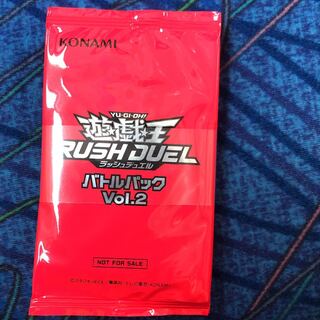 KONAMI
YU-GI-OH!
遊☆戯☆王
RUSH DUEL
ラッシュデュエル
バトルパック
Vol.2
NOT FOR SALE